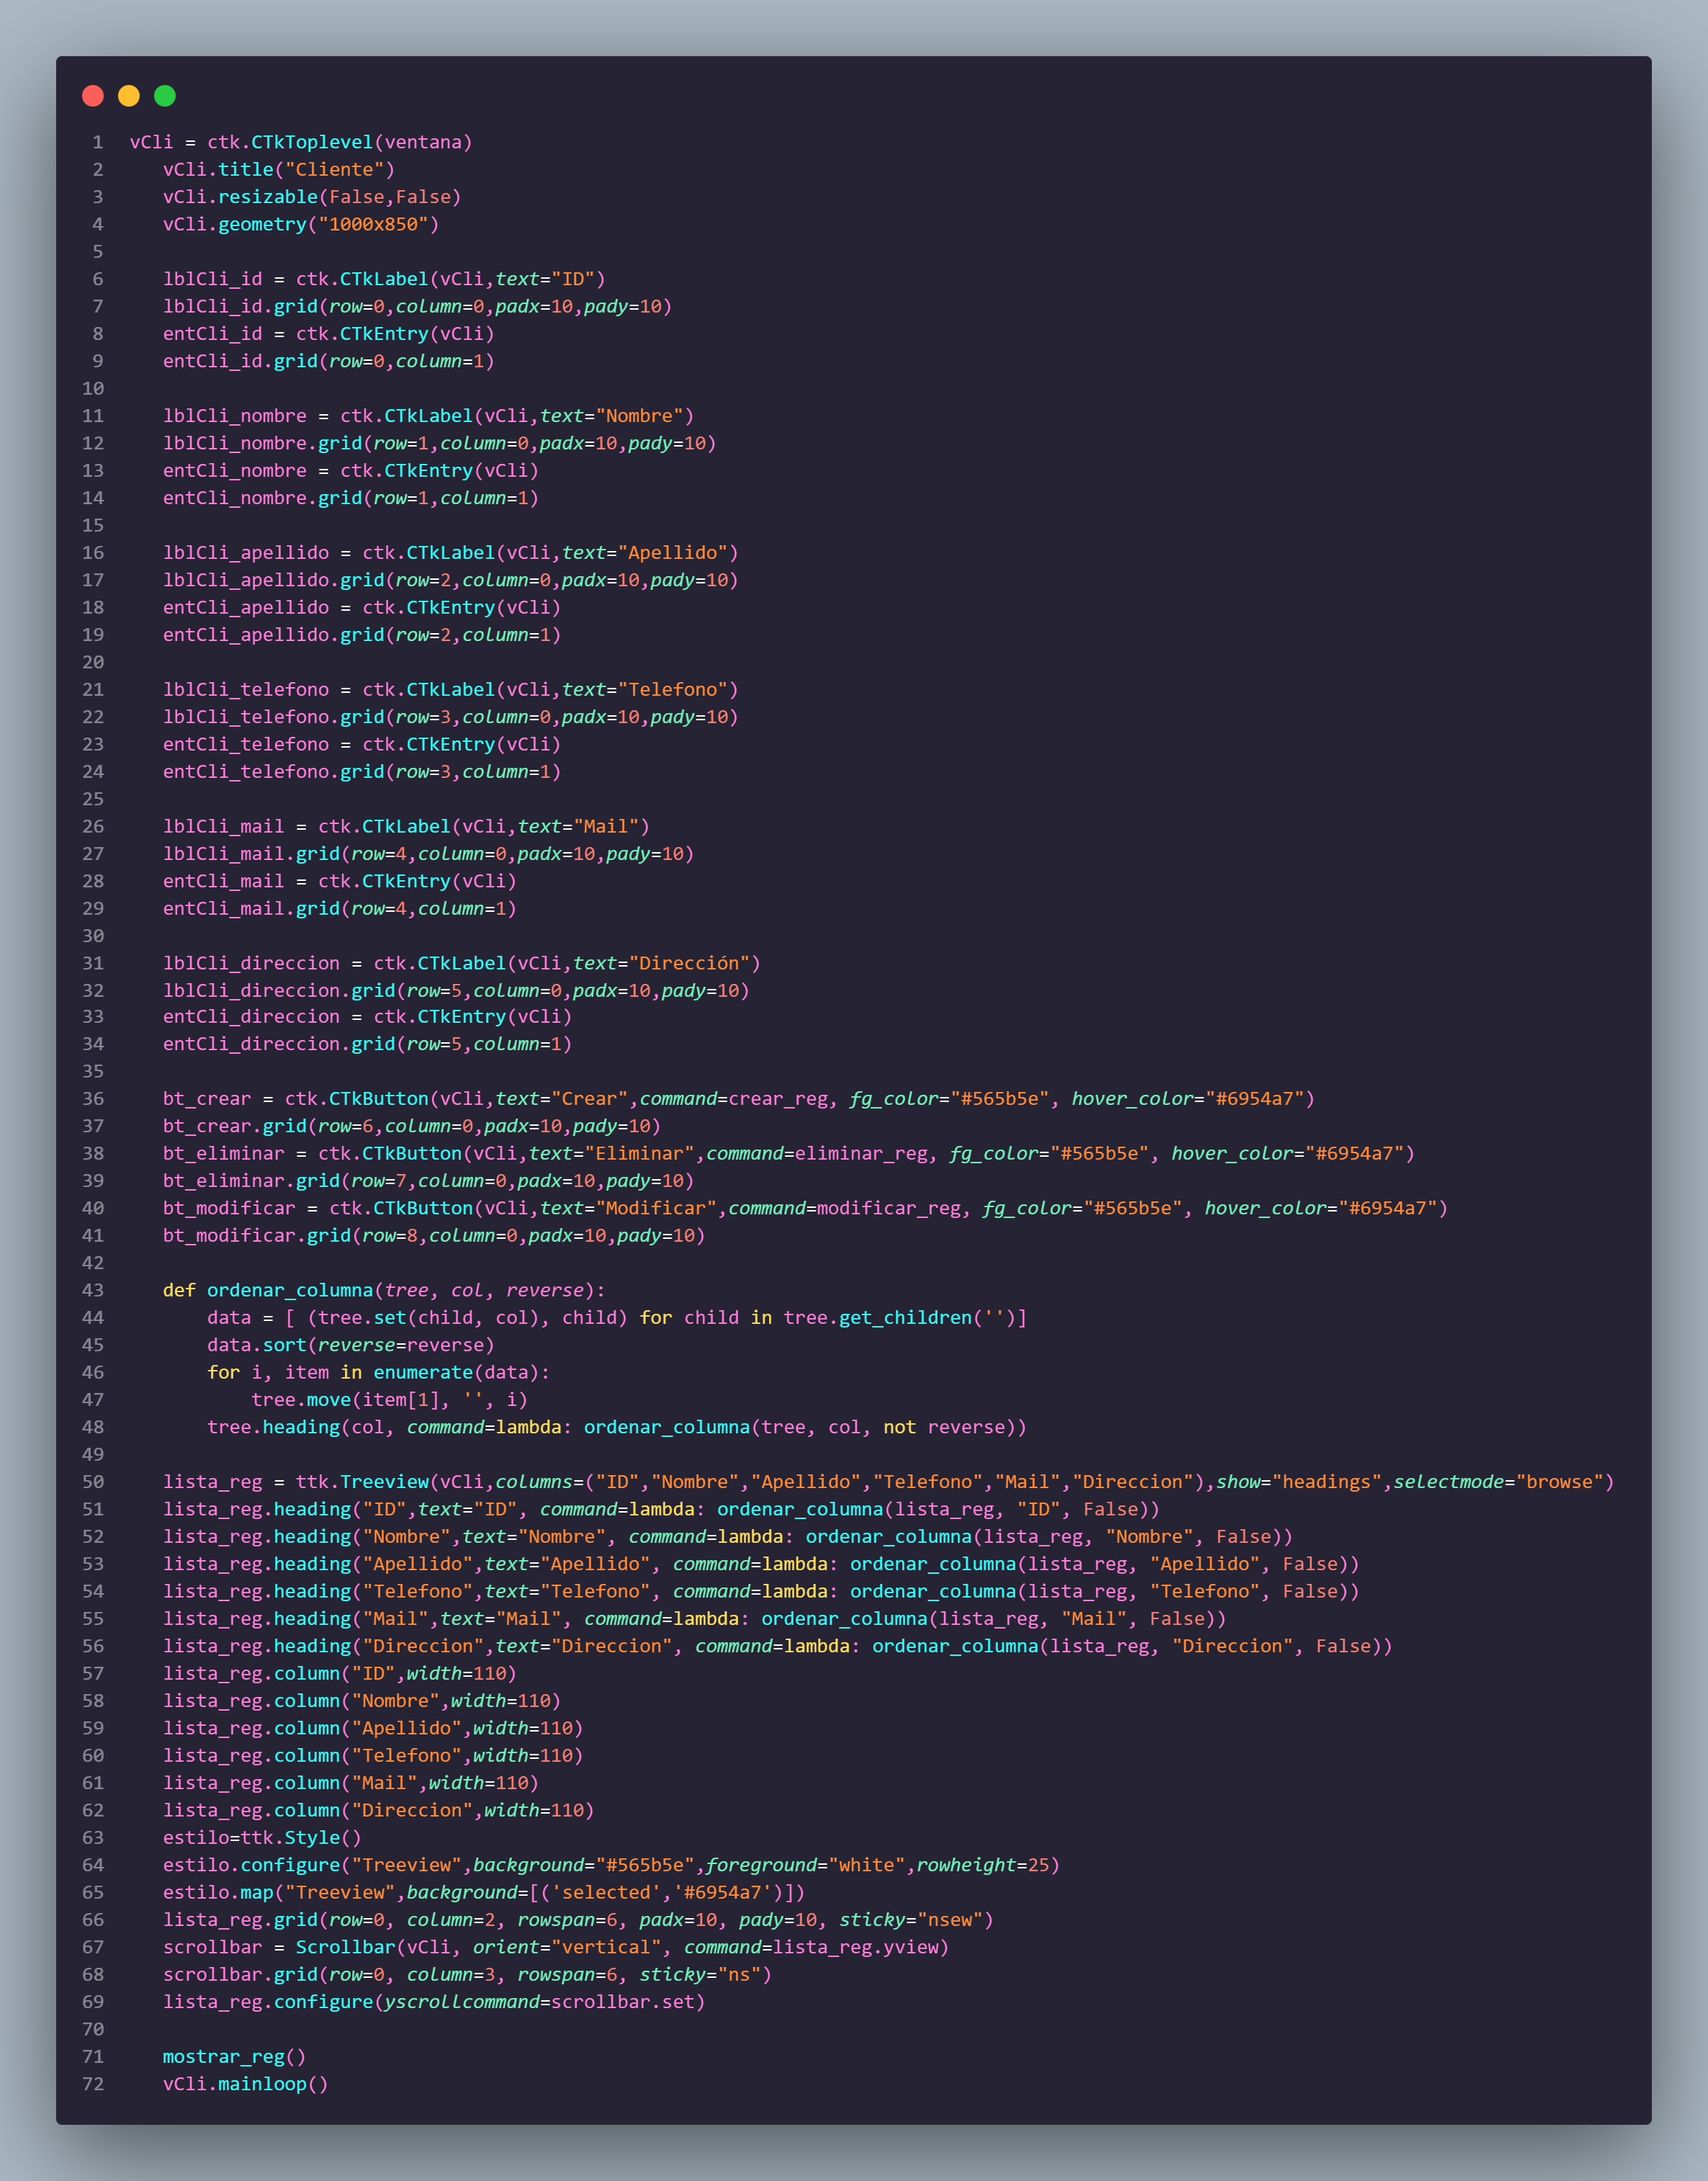 1 vCli = ctk.CTkToplevel(ventana)
2    vCli.title("Cliente")
3    vCli.resizable(False,False)
4    vCli.geometry("1000x850")
5
6    lblCli_id = ctk.CTkLabel(vCli,text="ID")
7    lblCli_id.grid(row=0,column=0,padx=10,pady=10)
8    entCli_id = ctk.CTkEntry(vCli)
9    entCli_id.grid(row=0,column=1)
10
11    lblCli_nombre = ctk.CTkLabel(vCli,text="Nombre")
12    lblCli_nombre.grid(row=1,column=0,padx=10,pady=10)
13    entCli_nombre = ctk.CTkEntry(vCli)
14    entCli_nombre.grid(row=1,column=1)
15
16    lblCli_apellido = ctk.CTkLabel(vCli,text="Apellido")
17    lblCli_apellido.grid(row=2,column=0,padx=10,pady=10)
18    entCli_apellido = ctk.CTkEntry(vCli)
19    entCli_apellido.grid(row=2,column=1)
20
21    lblCli_telefono = ctk.CTkLabel(vCli,text="Telefono")
22    lblCli_telefono.grid(row=3,column=0,padx=10,pady=10)
23    entCli_telefono = ctk.CTkEntry(vCli)
24    entCli_telefono.grid(row=3,column=1)
25
26    lblCli_mail = ctk.CTkLabel(vCli,text="Mail")
27    lblCli_mail.grid(row=4,column=0,padx=10,pady=10)
28    entCli_mail = ctk.CTkEntry(vCli)
29    entCli_mail.grid(row=4,column=1)
30
31    lblCli_direccion = ctk.CTkLabel(vCli,text="Dirección")
32    lblCli_direccion.grid(row=5,column=0,padx=10,pady=10)
33    entCli_direccion = ctk.CTkEntry(vCli)
34    entCli_direccion.grid(row=5,column=1)
35
36    bt_crear = ctk.CTkButton(vCli,text="Crear",command=crear_reg, fg_color="#565b5e", hover_color="#6954a7")
37    bt_crear.grid(row=6,column=0,padx=10,pady=10)
38    bt_eliminar = ctk.CTkButton(vCli,text="Eliminar",command=eliminar_reg, fg_color="#565b5e", hover_color="#6954a7")
39    bt_eliminar.grid(row=7,column=0,padx=10,pady=10)
40    bt_modificar = ctk.CTkButton(vCli,text="Modificar",command=modificar_reg, fg_color="#565b5e", hover_color="#6954a7")
41    bt_modificar.grid(row=8,column=0,padx=10,pady=10)
42
43    def ordenar_columna(tree, col, reverse):
44        data = [ (tree.set(child, col), child) for child in tree.get_children('')]
45        data.sort(reverse=reverse)
46        for i, item in enumerate(data):
47            tree.move(item[1], '', i)
48        tree.heading(col, command=lambda: ordenar_columna(tree, col, not reverse))
49
50    lista_reg = ttk.Treeview(vCli,columns=("ID","Nombre","Apellido","Telefono","Mail","Direccion"),show="headings",selectmode="browse")
51    lista_reg.heading("ID",text="ID", command=lambda: ordenar_columna(lista_reg, "ID", False))
52    lista_reg.heading("Nombre",text="Nombre", command=lambda: ordenar_columna(lista_reg, "Nombre", False))
53    lista_reg.heading("Apellido",text="Apellido", command=lambda: ordenar_columna(lista_reg, "Apellido", False))
54    lista_reg.heading("Telefono",text="Telefono", command=lambda: ordenar_columna(lista_reg, "Telefono", False))
55    lista_reg.heading("Mail",text="Mail", command=lambda: ordenar_columna(lista_reg, "Mail", False))
56    lista_reg.heading("Direccion",text="Direccion", command=lambda: ordenar_columna(lista_reg, "Direccion", False))
57    lista_reg.column("ID",width=110)
58    lista_reg.column("Nombre",width=110)
59    lista_reg.column("Apellido",width=110)
60    lista_reg.column("Telefono",width=110)
61    lista_reg.column("Mail",width=110)
62    lista_reg.column("Direccion",width=110)
63    estilo=ttk.Style()
64    estilo.configure("Treeview",background="#565b5e",foreground="white",rowheight=25)
65    estilo.map("Treeview",background=[('selected','#6954a7')])
66    lista_reg.grid(row=0, column=2, rowspan=6, padx=10, pady=10, sticky="nsew")
67    scrollbar = Scrollbar(vCli, orient="vertical", command=lista_reg.yview)
68    scrollbar.grid(row=0, column=3, rowspan=6, sticky="ns")
69    lista_reg.configure(yscrollcommand=scrollbar.set)
70
71    mostrar_reg()
72    vCli.mainloop()